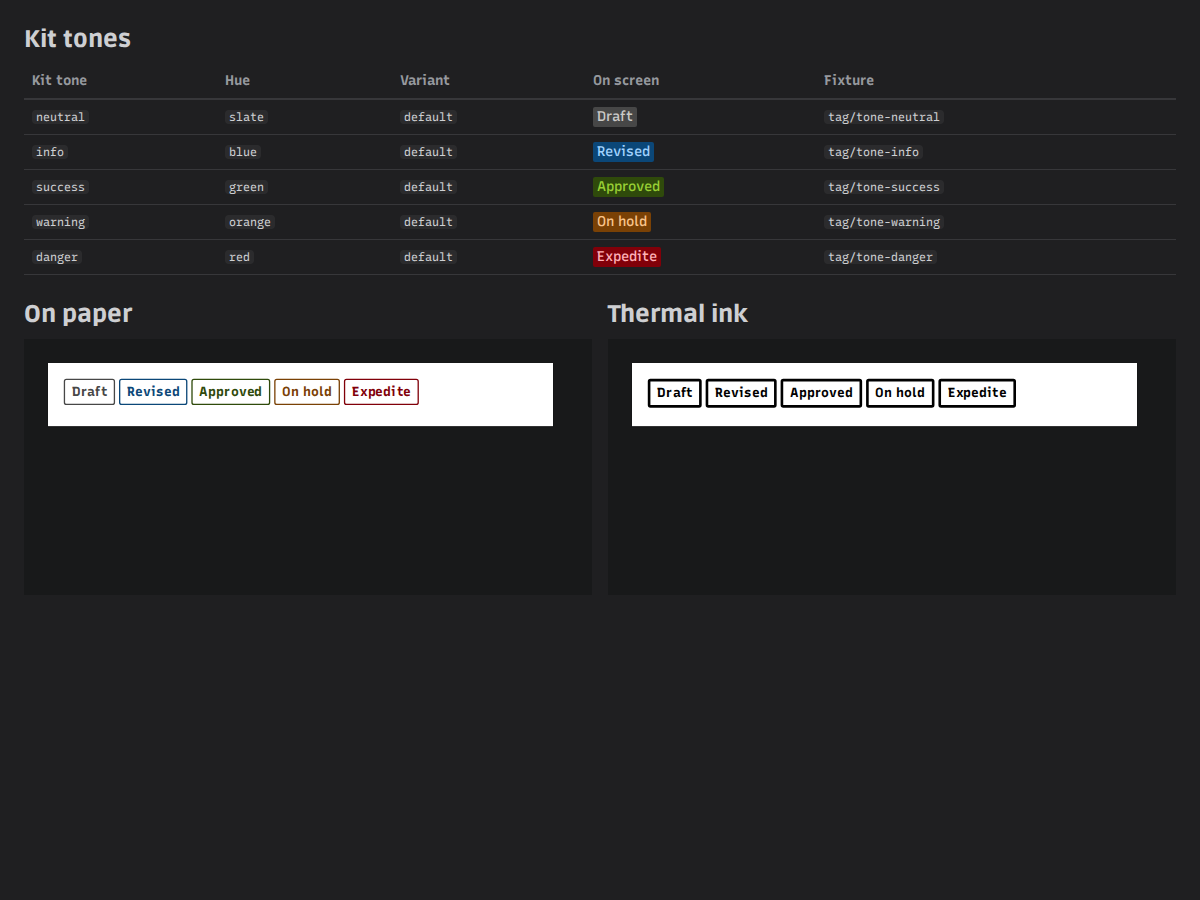 Kit tones
Kit tone Hue Variant On screen Fixture
neutral slate default Draft tag/tone-neutral
info blue default Revised tag/tone-info
success green default Approved tag/tone-success
warning orange default On hold tag/tone-warning
danger red default Expedite tag/tone-danger
On paper
Draft Revised Approved On hold Expedite
Thermal ink
Draft Revised Approved On hold Expedite